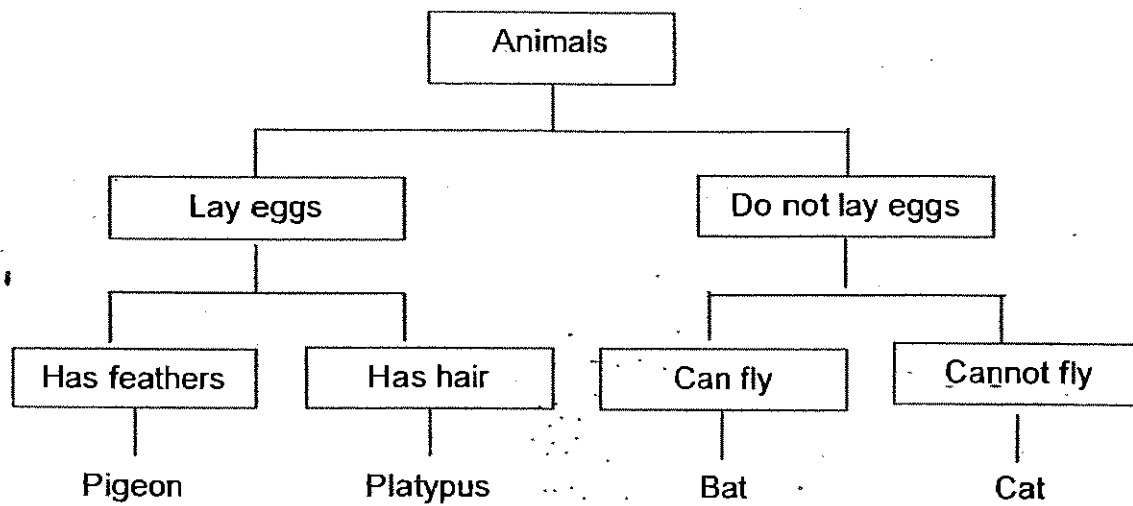 Animals
Lay eggs
Do not lay eggs
Has feathers
Has hair
Can fly
Cannot fly
Pigeon
Platypus
Bat
Cat